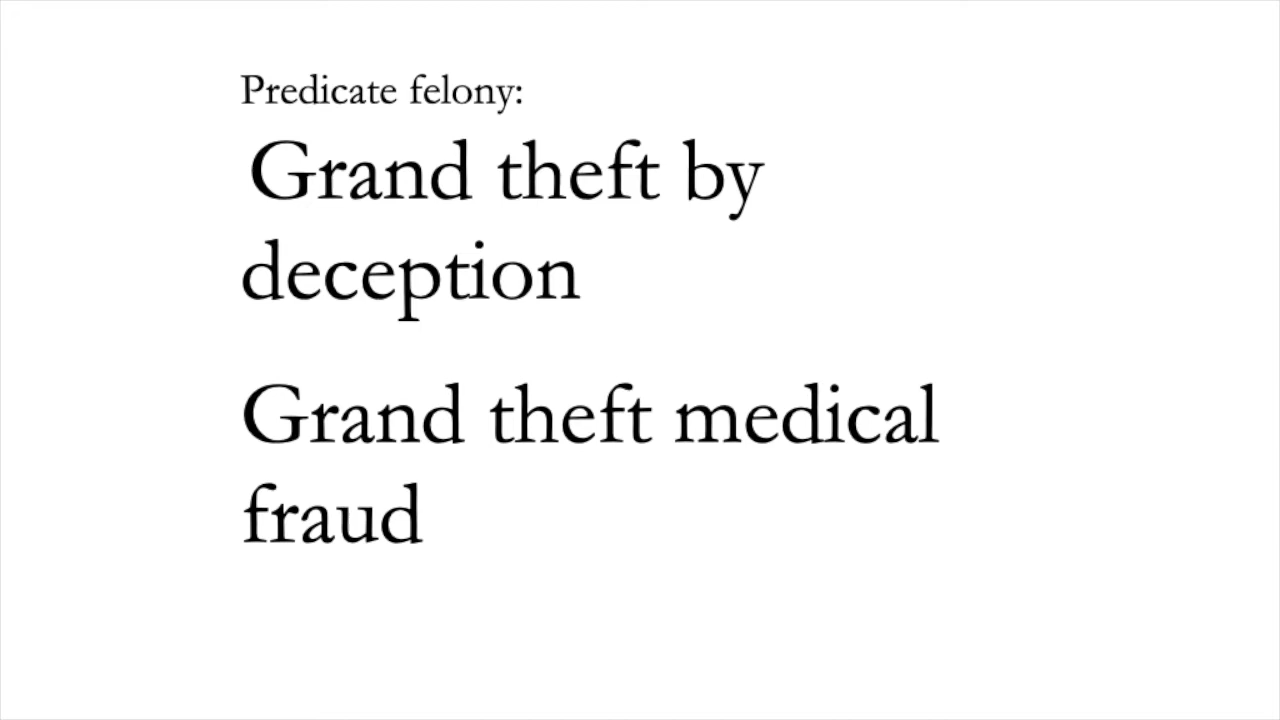 Predicate felony:
Grand theft by
deception
Grand theft medical
fraud